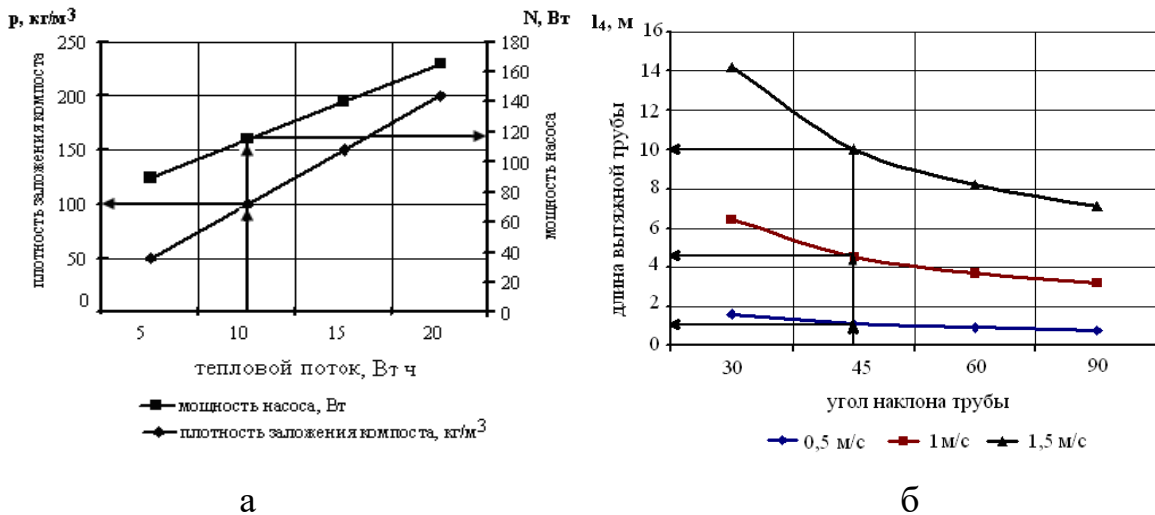 p, кг/м³
N, Вт
плотность заложения компоста
250
200
150
100
50
0
180
160
140
120
100
80
60
40
20
0
мощность насоса
5 10 15 20
тепловой поток, Вт ч
мощность насоса, Вт
плотность заложения компоста, кг/м³
а
l₄, м
длина вытяжной трубы
16
14
12
10
8
6
4
2
0
30 45 60 90
угол наклона трубы
0,5 м/с 1 м/с 1,5 м/с
б